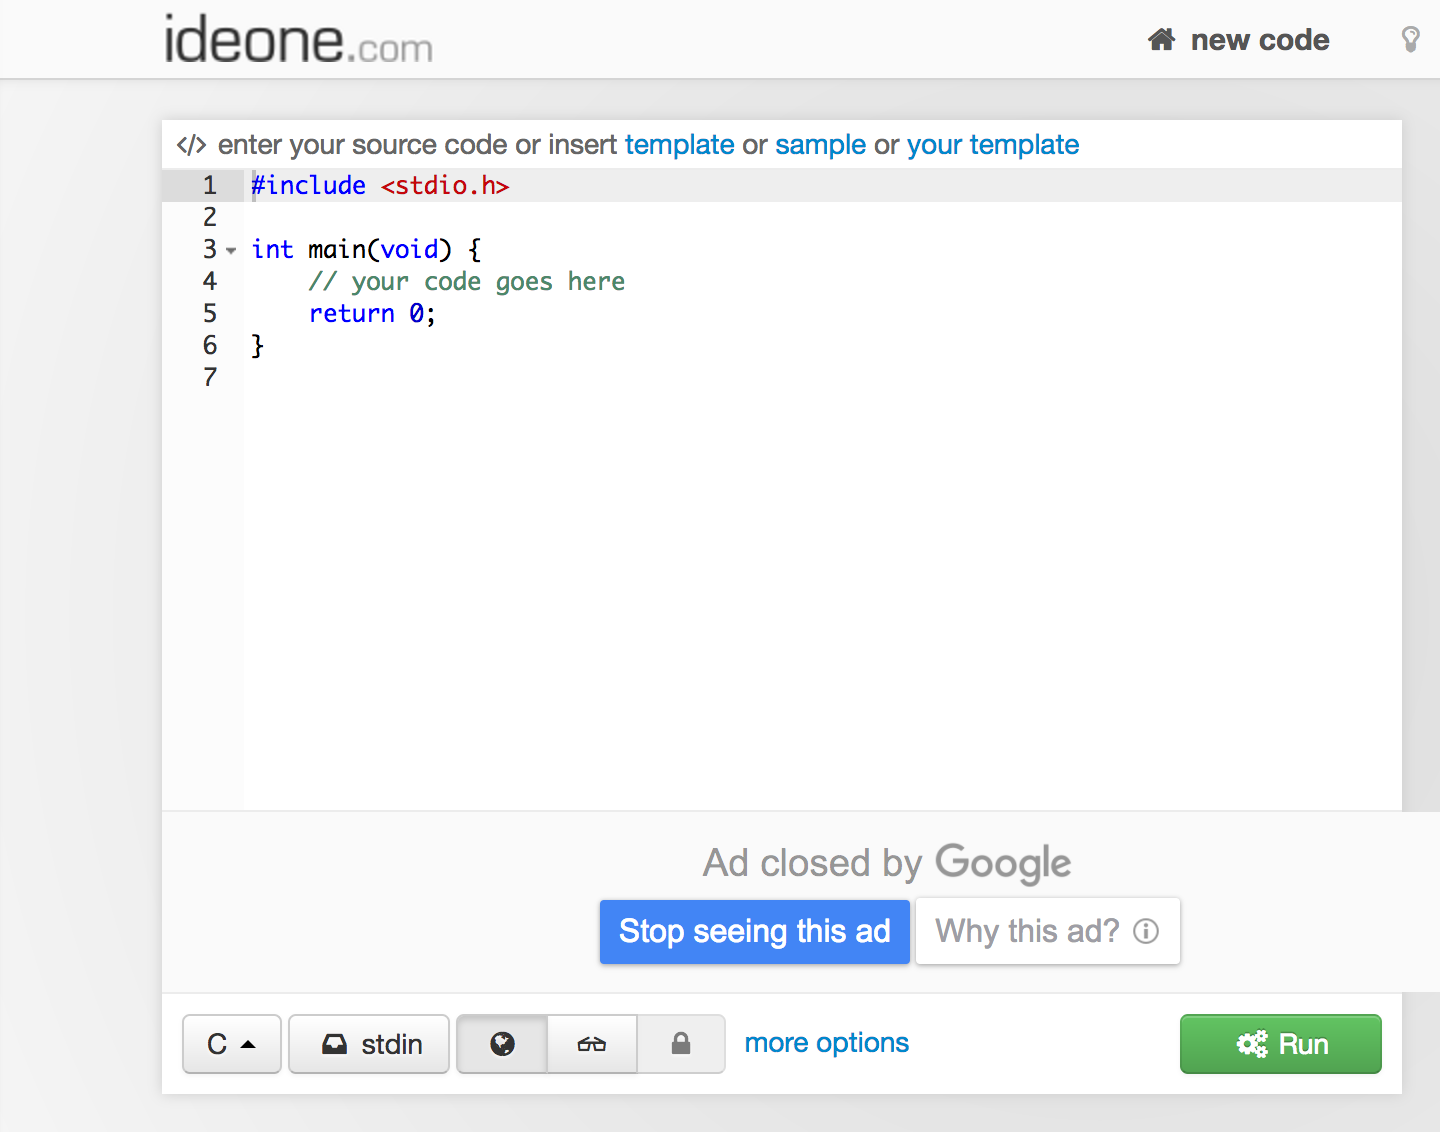 ideone.com
new code
</> enter your source code or insert template or sample or your template
1 #include <stdio.h>
2
3 int main(void) {
4     // your code goes here
5     return 0;
6 }
7
Ad closed by Google
Stop seeing this ad
Why this ad?
C
stdin
more options
Run